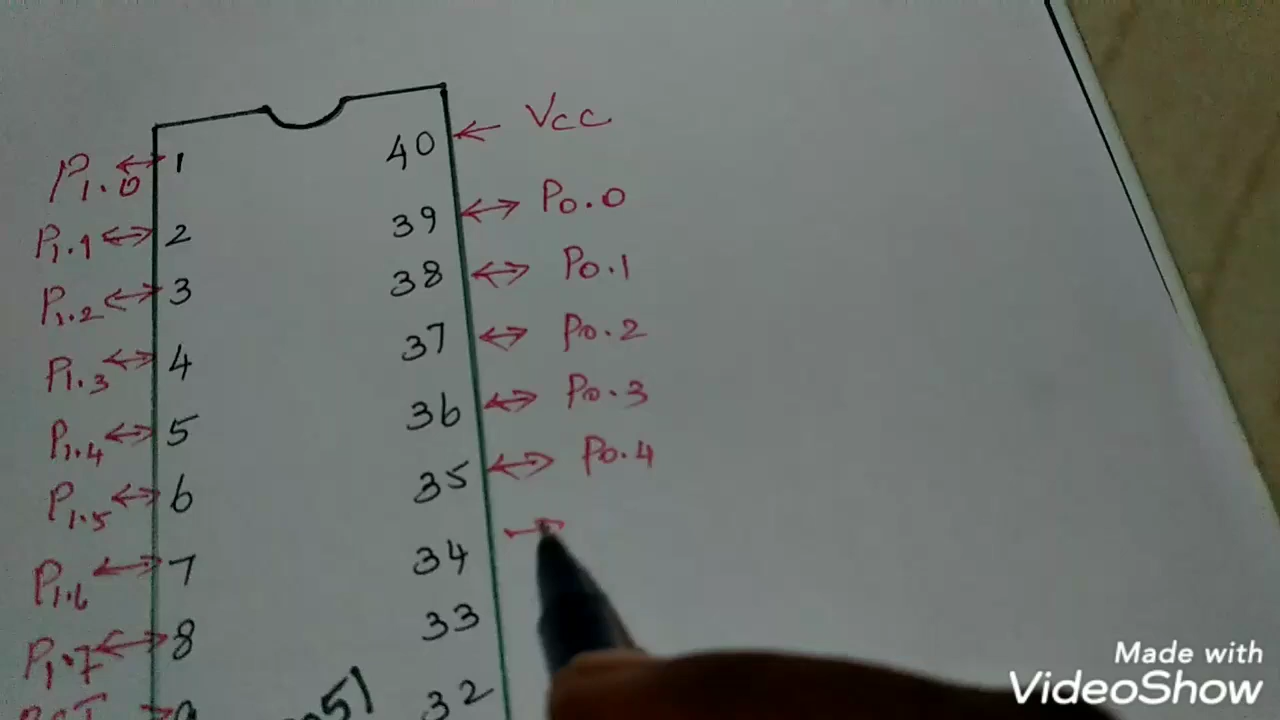 Vcc
P1.0 1 40
P0.0
P1.1 2 39
P0.1
P1.2 3 38
P0.2
P1.3 4 37
P0.3
P1.4 5 36
P0.4
P1.5 6 35
P1.6 7 34
P1.7 8 33
51 32
Made with
VideoShow